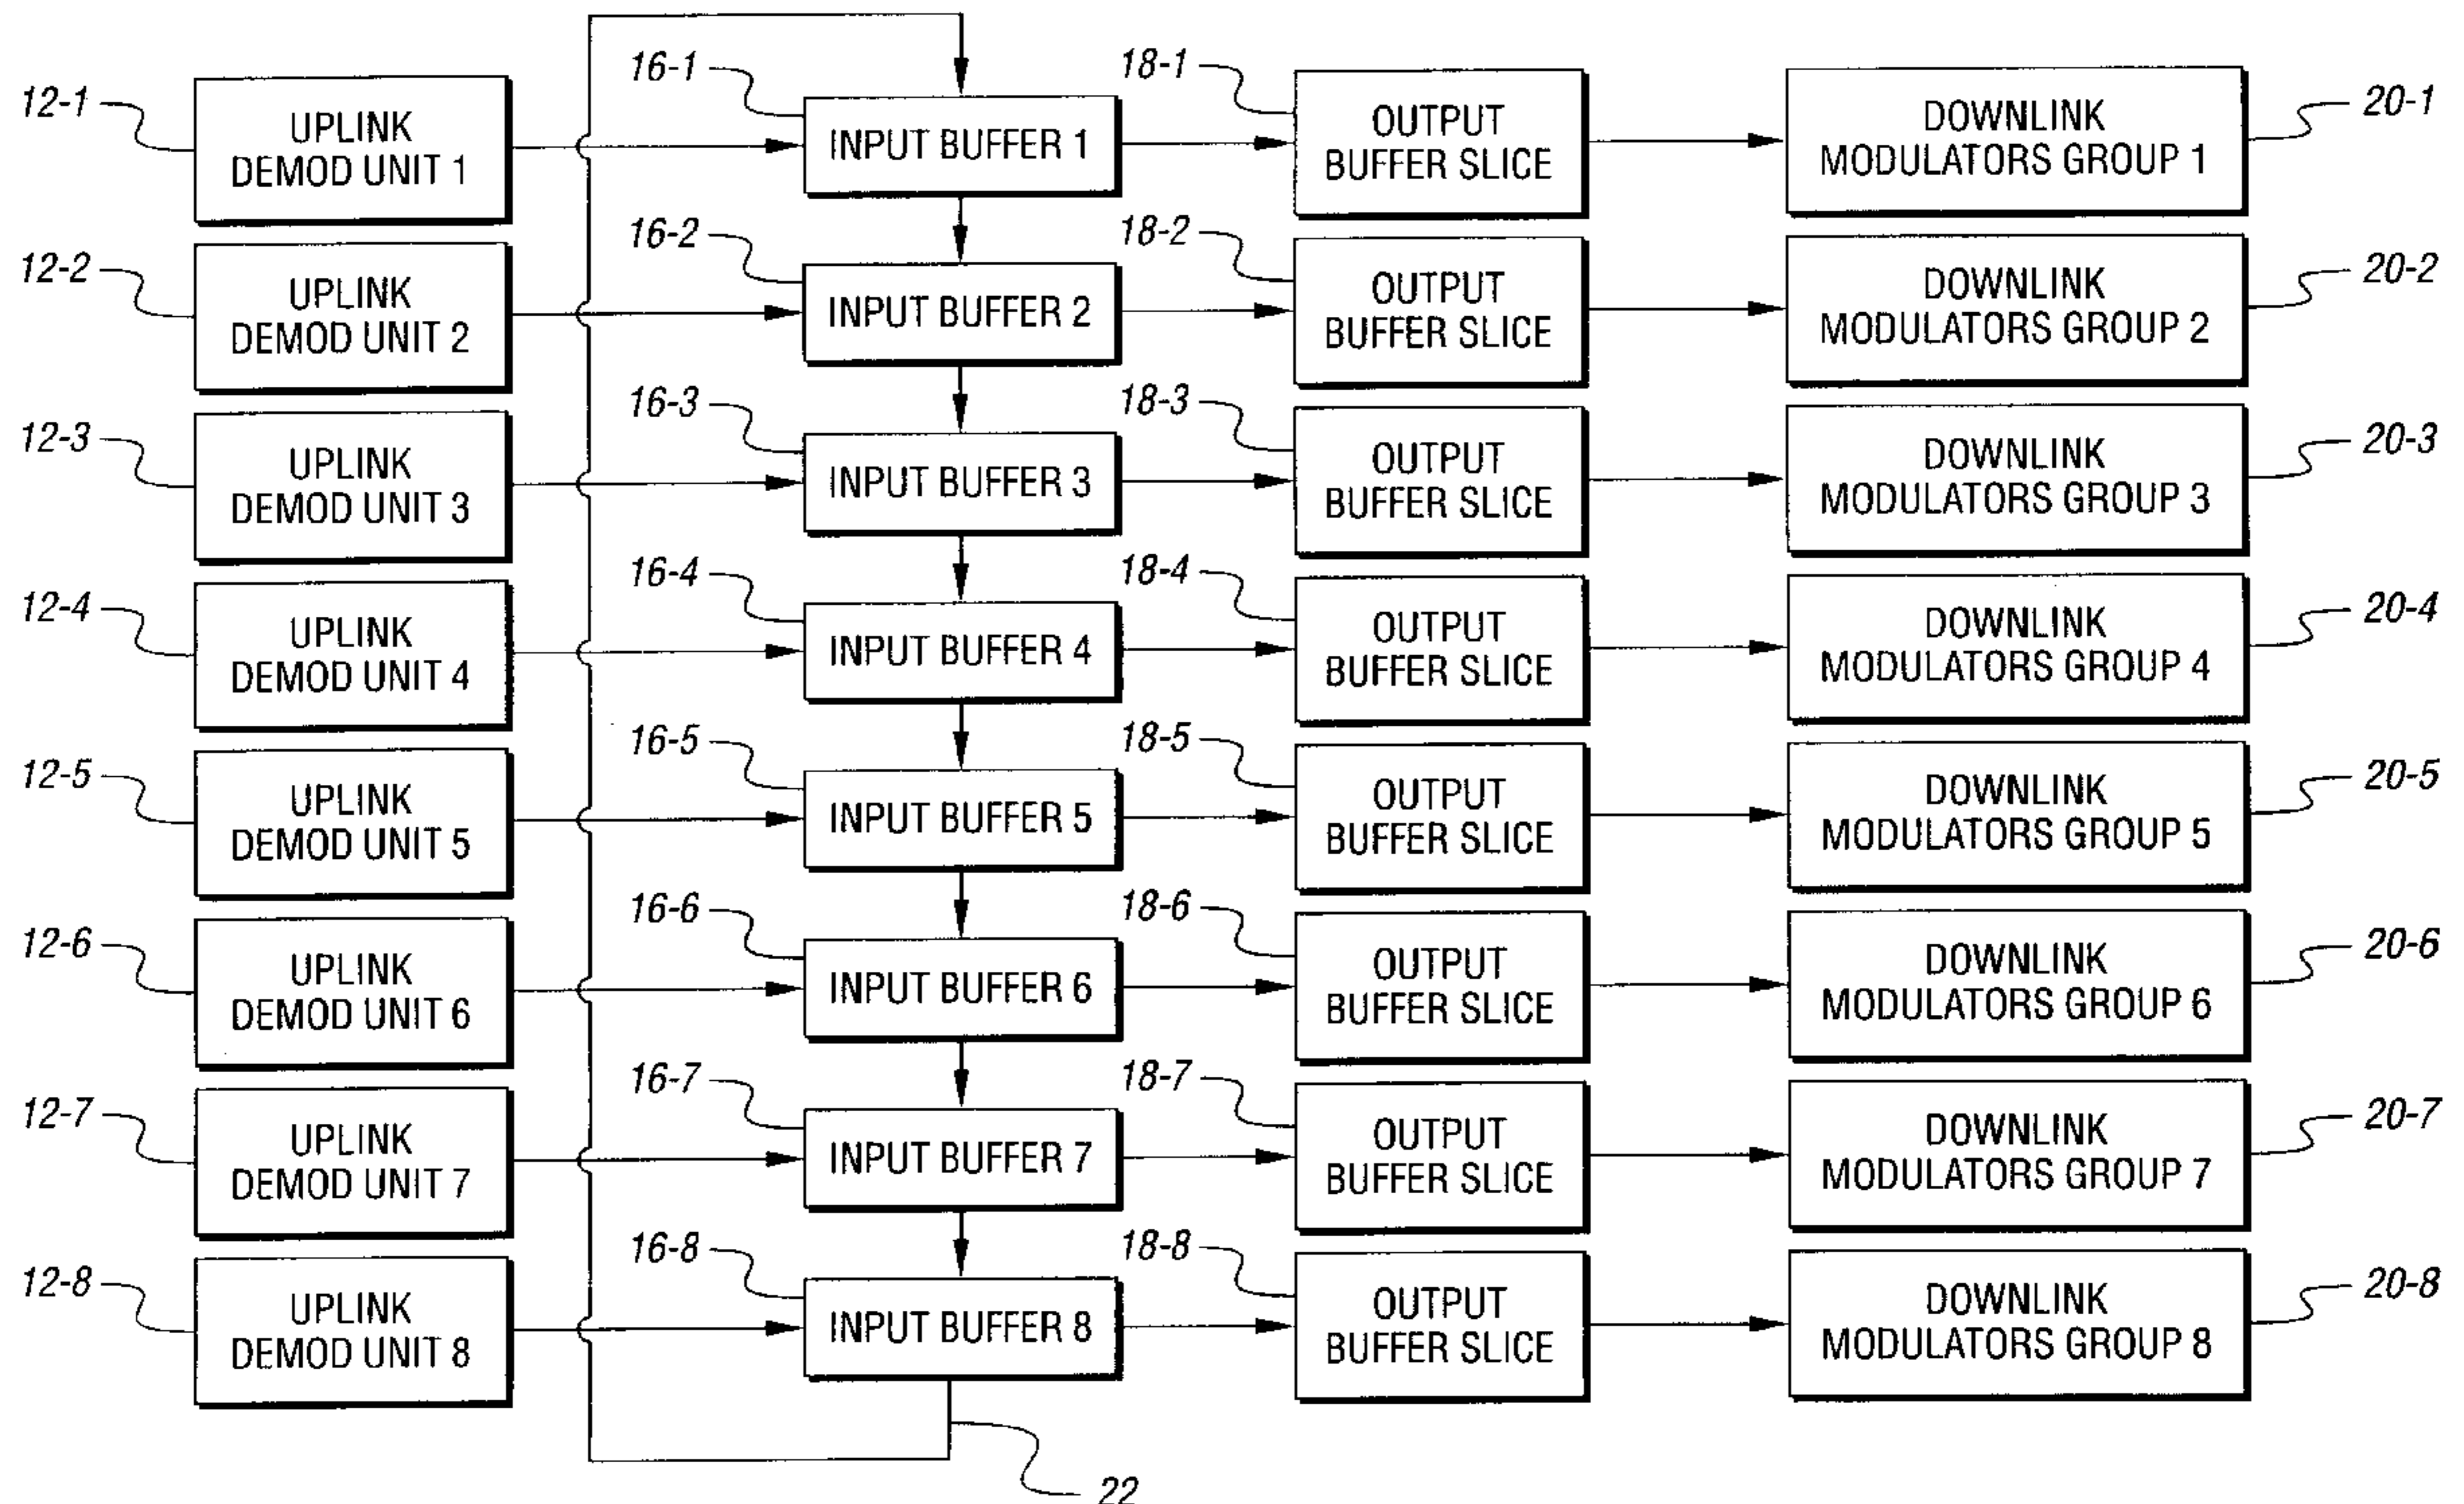 16-1
18-1
12-1
UPLINK
DEMOD UNIT 1
INPUT BUFFER 1
OUTPUT
BUFFER SLICE
DOWNLINK
MODULATORS GROUP 1
20-1
16-2
18-2
12-2
UPLINK
DEMOD UNIT 2
INPUT BUFFER 2
OUTPUT
BUFFER SLICE
DOWNLINK
MODULATORS GROUP 2
20-2
16-3
18-3
12-3
UPLINK
DEMOD UNIT 3
INPUT BUFFER 3
OUTPUT
BUFFER SLICE
DOWNLINK
MODULATORS GROUP 3
20-3
16-4
18-4
12-4
UPLINK
DEMOD UNIT 4
INPUT BUFFER 4
OUTPUT
BUFFER SLICE
DOWNLINK
MODULATORS GROUP 4
20-4
16-5
18-5
12-5
UPLINK
DEMOD UNIT 5
INPUT BUFFER 5
OUTPUT
BUFFER SLICE
DOWNLINK
MODULATORS GROUP 5
20-5
16-6
18-6
12-6
UPLINK
DEMOD UNIT 6
INPUT BUFFER 6
OUTPUT
BUFFER SLICE
DOWNLINK
MODULATORS GROUP 6
20-6
16-7
18-7
12-7
UPLINK
DEMOD UNIT 7
INPUT BUFFER 7
OUTPUT
BUFFER SLICE
DOWNLINK
MODULATORS GROUP 7
20-7
16-8
18-8
12-8
UPLINK
DEMOD UNIT 8
INPUT BUFFER 8
OUTPUT
BUFFER SLICE
DOWNLINK
MODULATORS GROUP 8
20-8
22